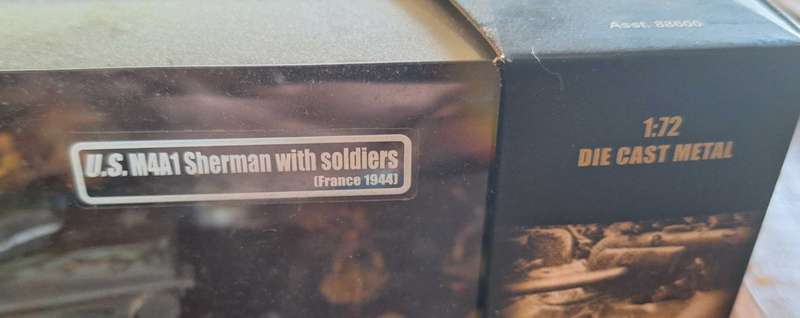 U.S. M4A1 Sherman with soldiers
(France 1944)
Asst. 88600
1:72
DIE CAST METAL